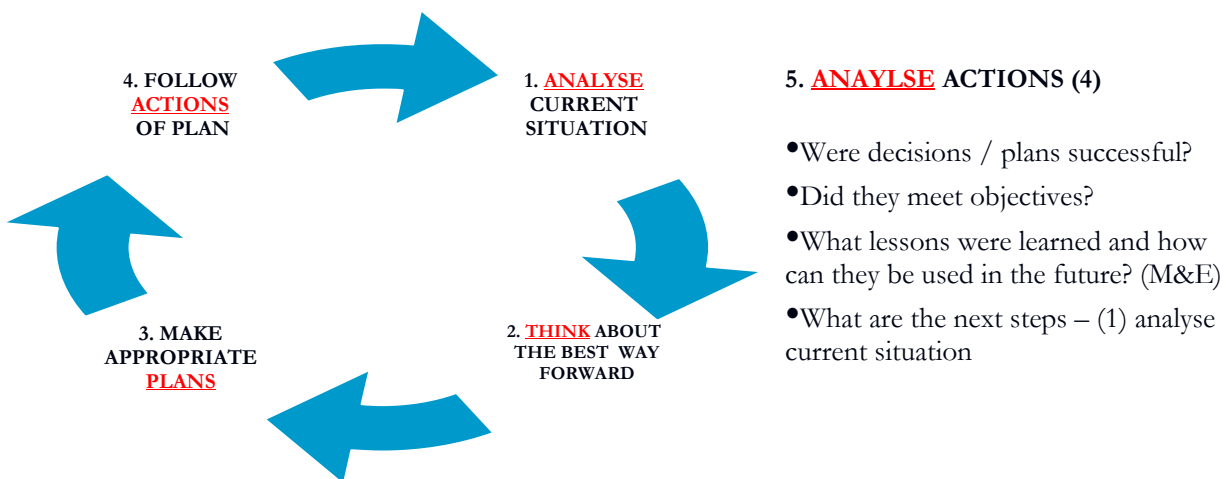 4. FOLLOW
ACTIONS
OF PLAN
1. ANALYSE
CURRENT
SITUATION
2. THINK ABOUT
THE BEST WAY
FORWARD
3. MAKE
APPROPRIATE
PLANS
5. ANAYLSE ACTIONS (4)
•Were decisions / plans successful?
•Did they meet objectives?
•What lessons were learned and how
can they be used in the future? (M&E)
•What are the next steps – (1) analyse
current situation